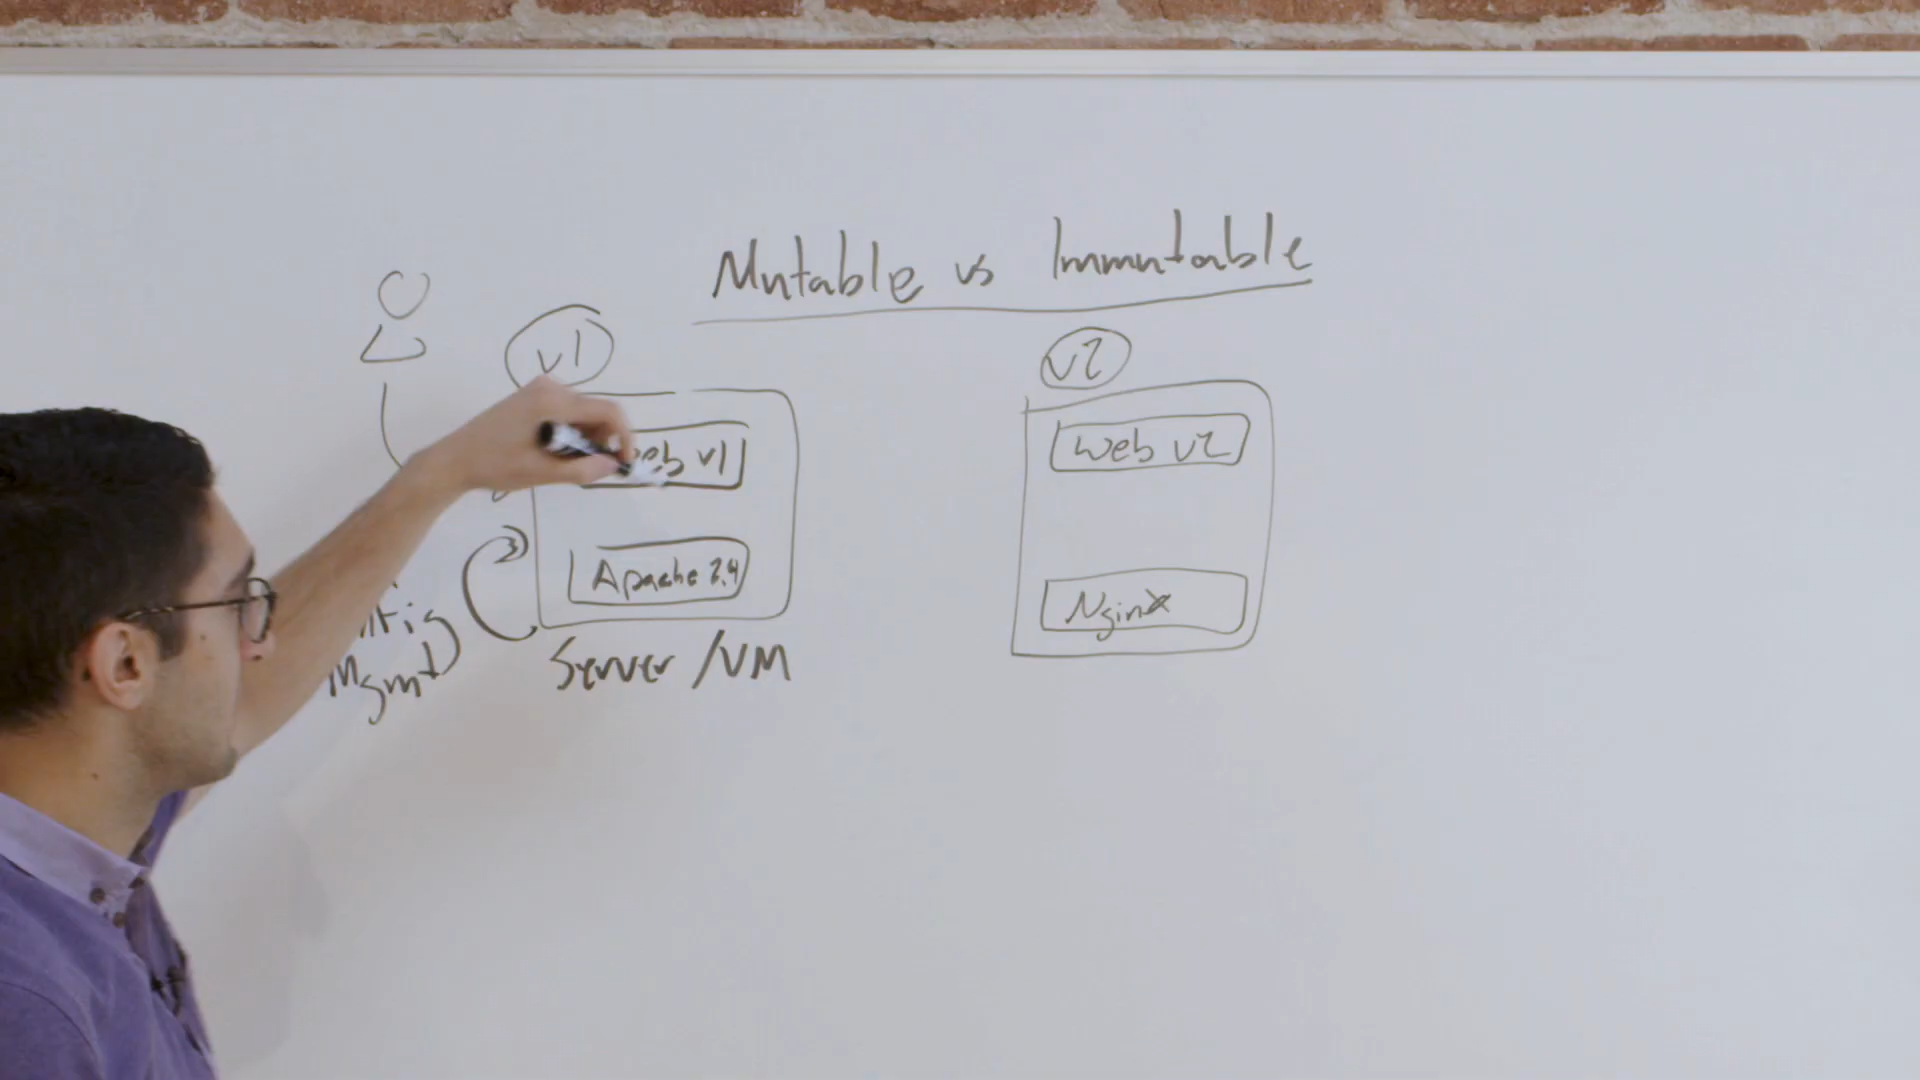 Mutable vs Immutable
v1
v2
web v1
Web v2
Apache 2.4
Nginx
Mgmt
Server / VM